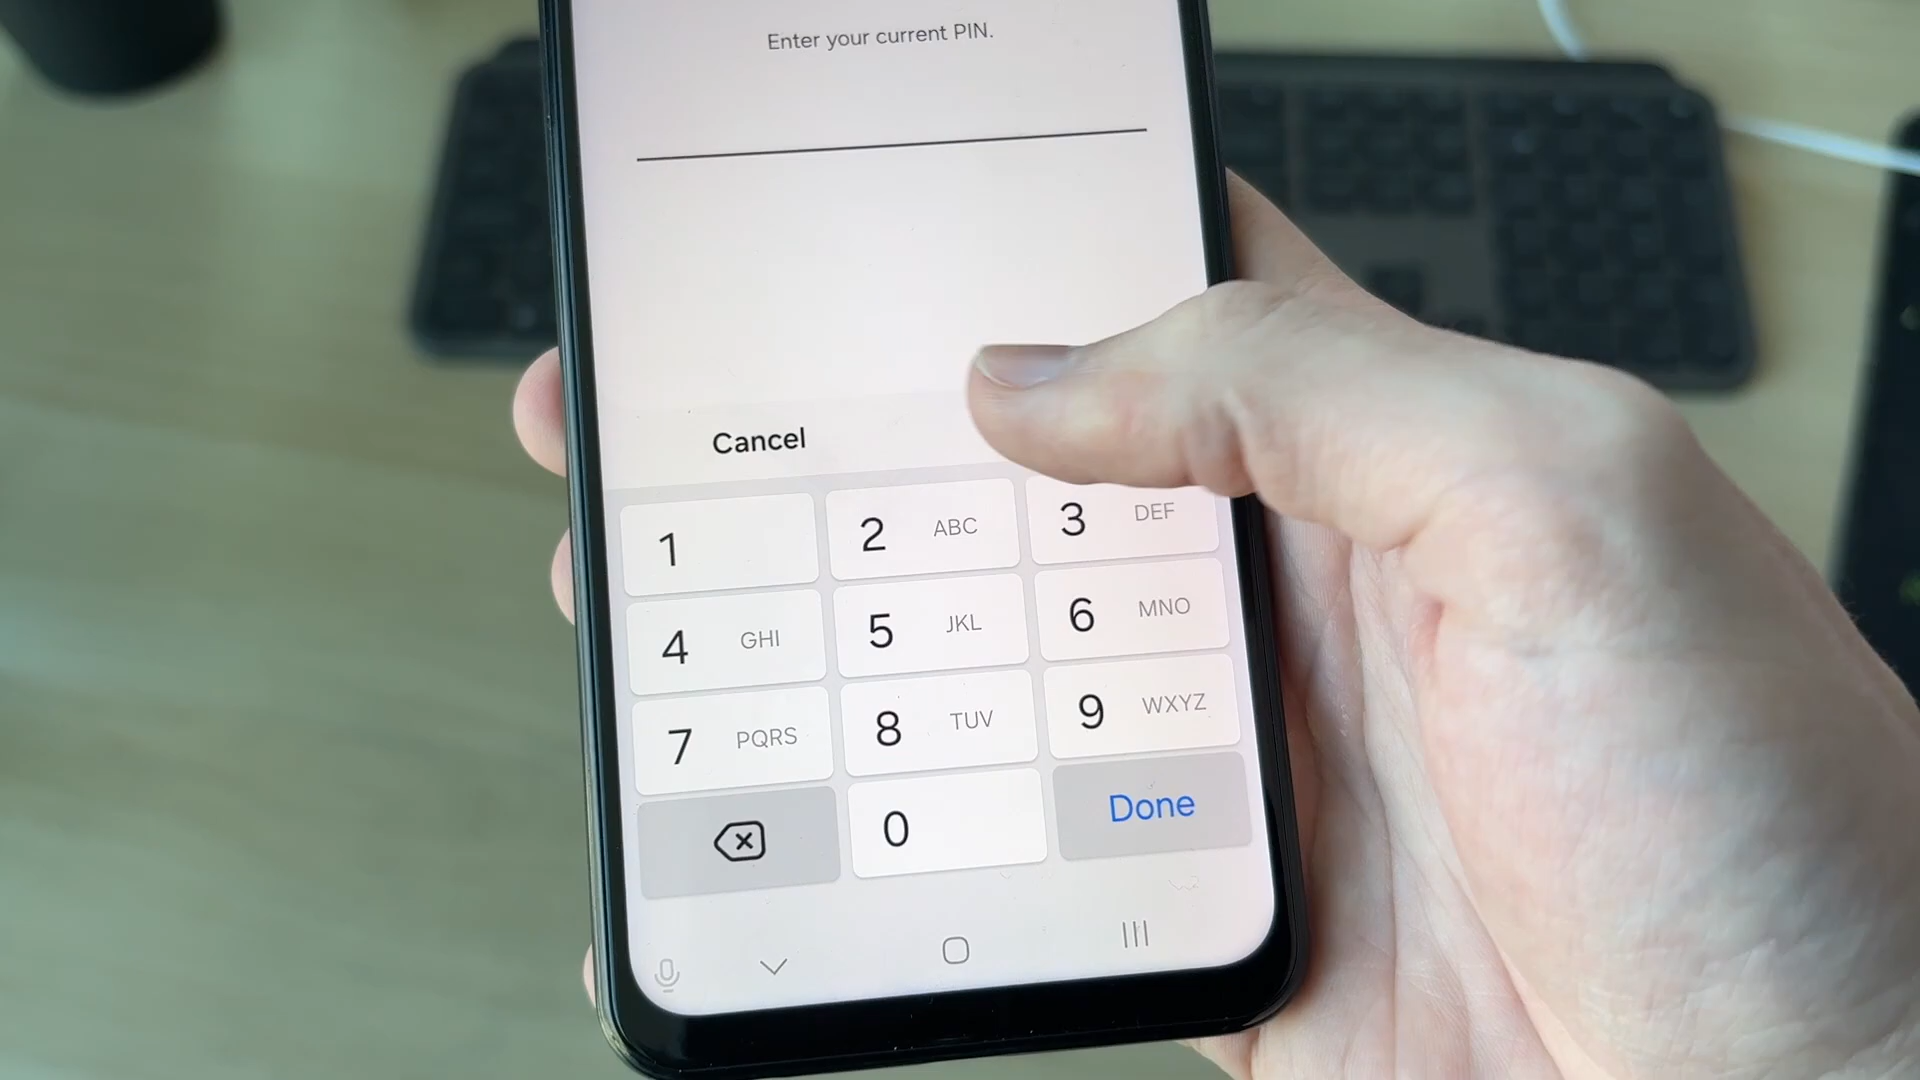 Enter your current PIN.
Cancel
1
2 ABC
3 DEF
4 GHI
5 JKL
6 MNO
7 PQRS
8 TUV
9 WXYZ
0
Done